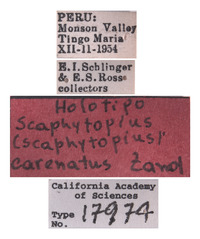 PERU:
Monson Valley
Tingo Maria
XII-11-1954
E.I.Schlinger
& E.S.Ross
collectors
Holotipo
Scaphytopius
(Scaphytopius)
carenatus Zand
California Academy
of Sciences
Type
No. 17974